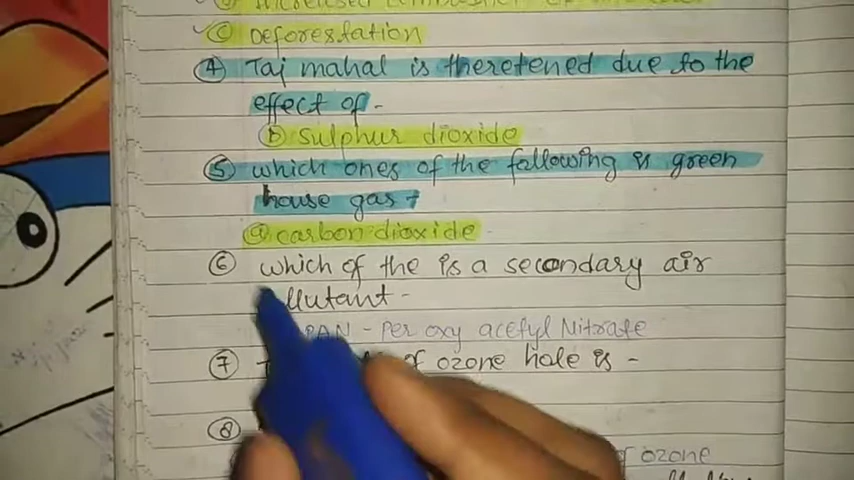 © Deforestation
④ Taj mahal is theretened due to the
effect of -
ⓑ sulphur dioxide
⑤ which ones of the following is green
house gas -
ⓐ carbon dioxide
⑥ which of the is a secondary air
llutant -
PAN - Per oxy acetyl Nitrate
⑦ of ozone hole is -
⑧ of ozone